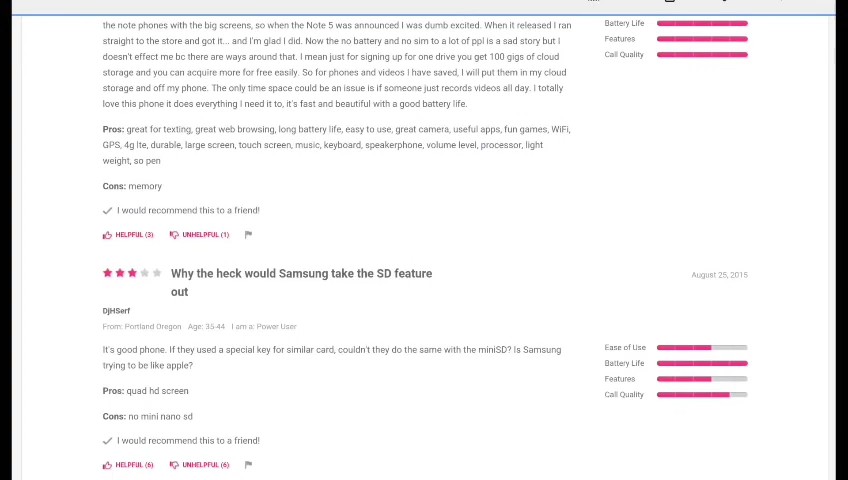 the note phones with the big screens, so when the Note 5 was announced I was dumb excited. When it released I ran
straight to the store and got it... and I'm glad I did. Now the no battery and no sim to a lot of ppl is a sad story but I
doesn't effect me bc there are ways around that. I mean just for signing up for one drive you get 100 gigs of cloud
storage and you can acquire more for free easily. So for phones and videos I have saved, I will put them in my cloud
storage and off my phone. The only time space could be an issue is if someone just records videos all day. I totally
love this phone it does everything I need it to, it's fast and beautiful with a good battery life.
Pros: great for texting, great web browsing, long battery life, easy to use, great camera, useful apps, fun games, WiFi,
GPS, 4g lte, durable, large screen, touch screen, music, keyboard, speakerphone, volume level, processor, light
weight, so pen
Cons: memory
I would recommend this to a friend!
HELPFUL (3) UNHELPFUL (1)
Battery Life
Features
Call Quality
Why the heck would Samsung take the SD feature
out
August 25, 2015
DjHSerf
From: Portland Oregon Age: 35-44 I am a: Power User
It's good phone. If they used a special key for similar card, couldn't they do the same with the miniSD? Is Samsung
trying to be like apple?
Pros: quad hd screen
Cons: no mini nano sd
I would recommend this to a friend!
HELPFUL (6) UNHELPFUL (6)
Ease of Use
Battery Life
Features
Call Quality